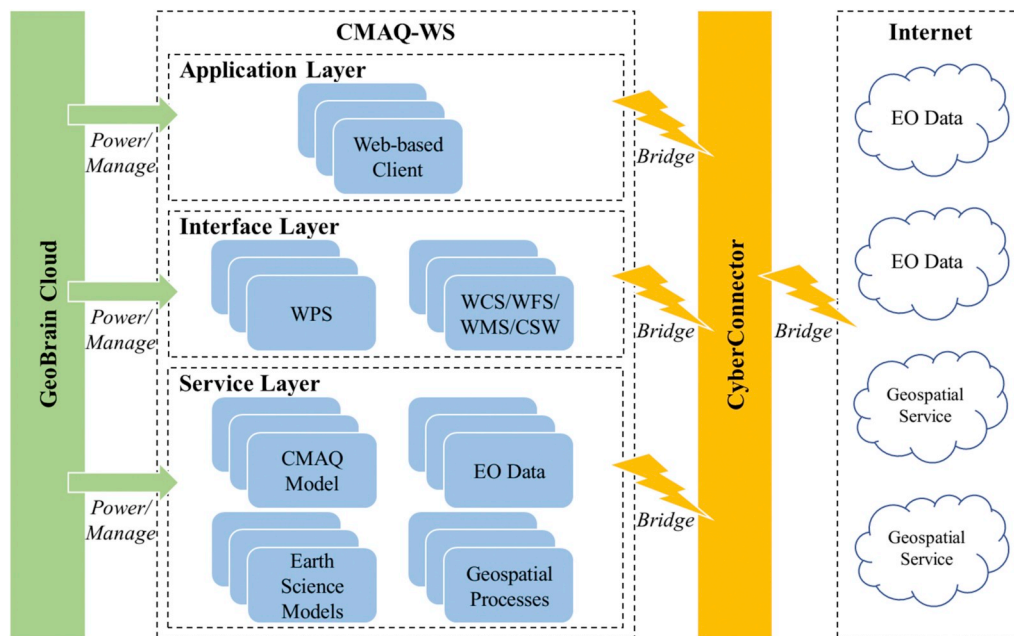 GeoBrain Cloud
Power/
Manage
Power/
Manage
Power/
Manage
CMAQ-WS
Application Layer
Web-based
Client
Interface Layer
WPS
WCS/WFS/
WMS/CSW
Service Layer
CMAQ
Model
EO Data
Earth
Science
Models
Geospatial
Processes
Bridge
Bridge
Bridge
CyberConnector
Bridge
Internet
EO Data
EO Data
Geospatial
Service
Geospatial
Service